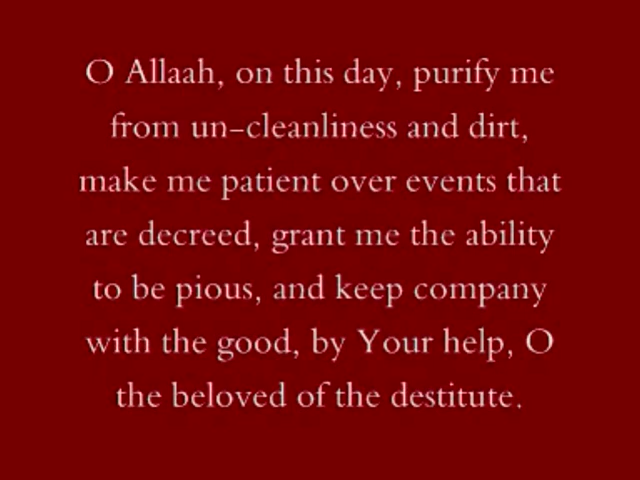 O Allaah, on this day, purify me
from un-cleanliness and dirt,
make me patient over events that
are decreed, grant me the ability
to be pious, and keep company
with the good, by Your help, O
the beloved of the destitute.